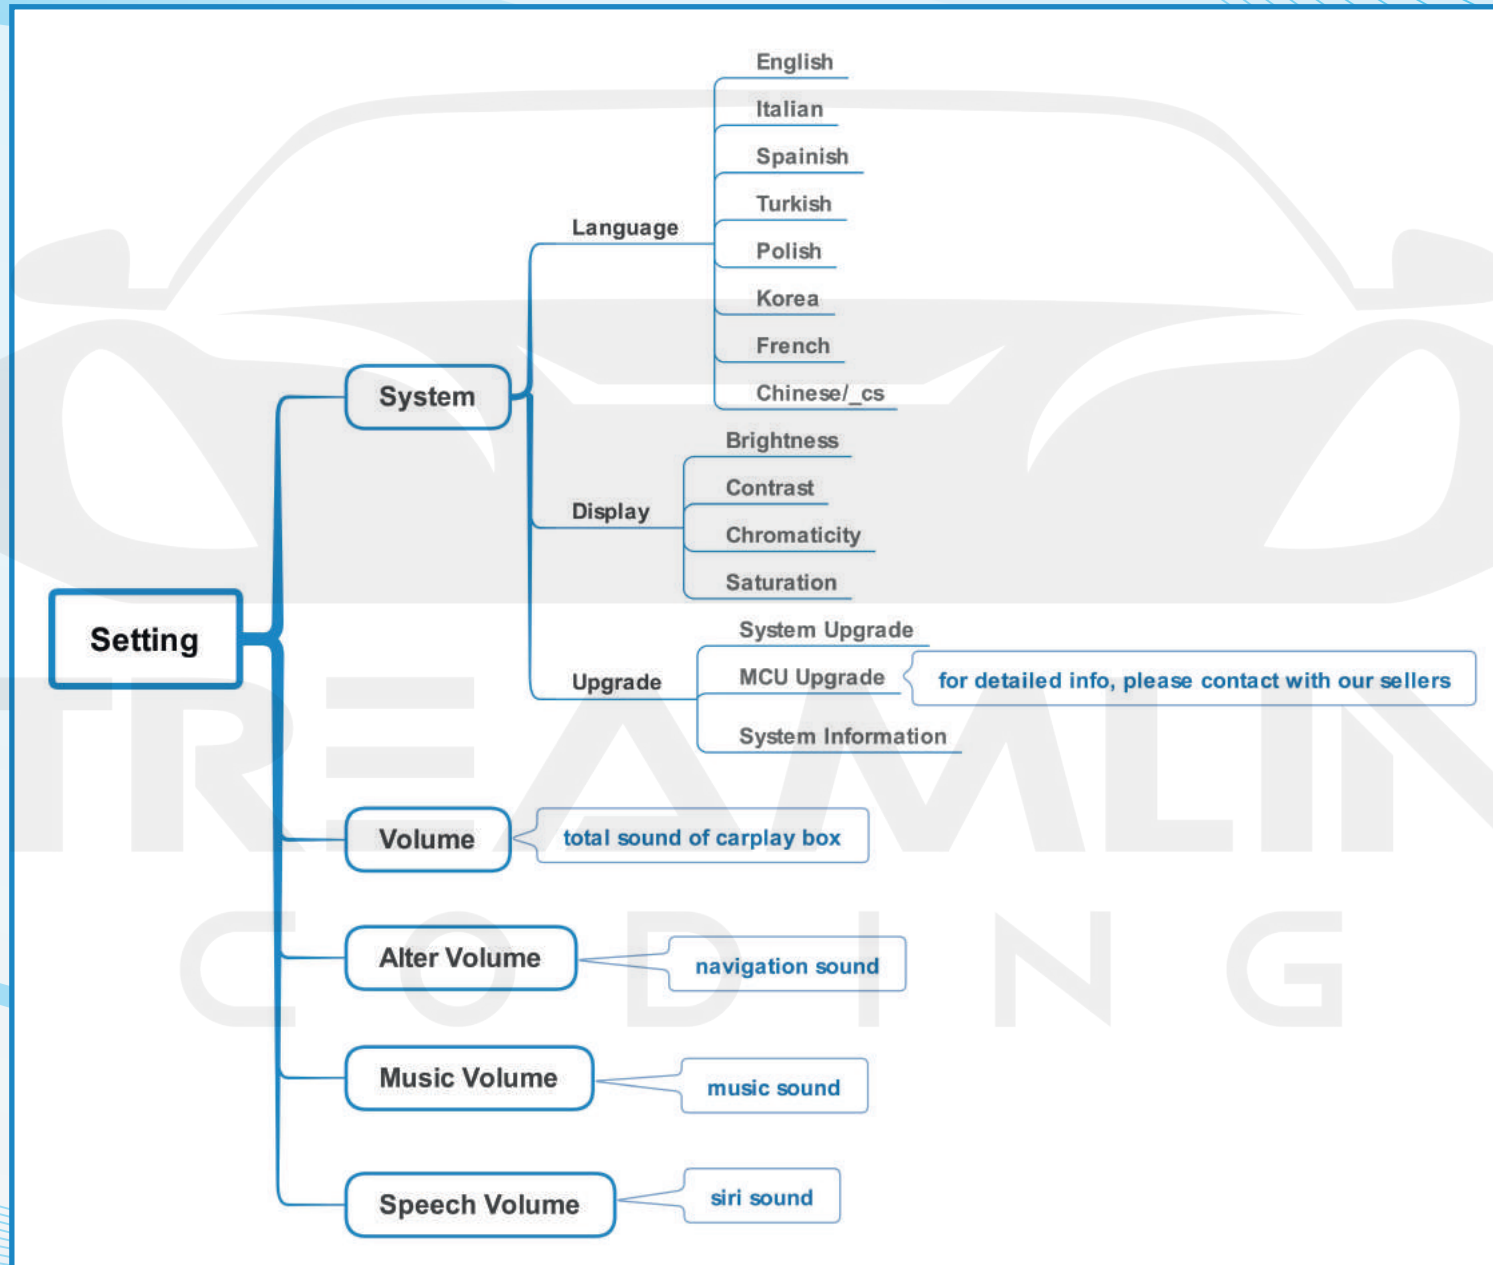 English
Italian
Spainish
Turkish
Language
Polish
Korea
French
Chinese/_cs
System
Brightness
Contrast
Display
Chromaticity
Saturation
Setting
System Upgrade
Upgrade
MCU Upgrade
for detailed info, please contact with our sellers
System Information
Volume
total sound of carplay box
Alter Volume
navigation sound
Music Volume
music sound
Speech Volume
siri sound
TREAMLIN
CODING